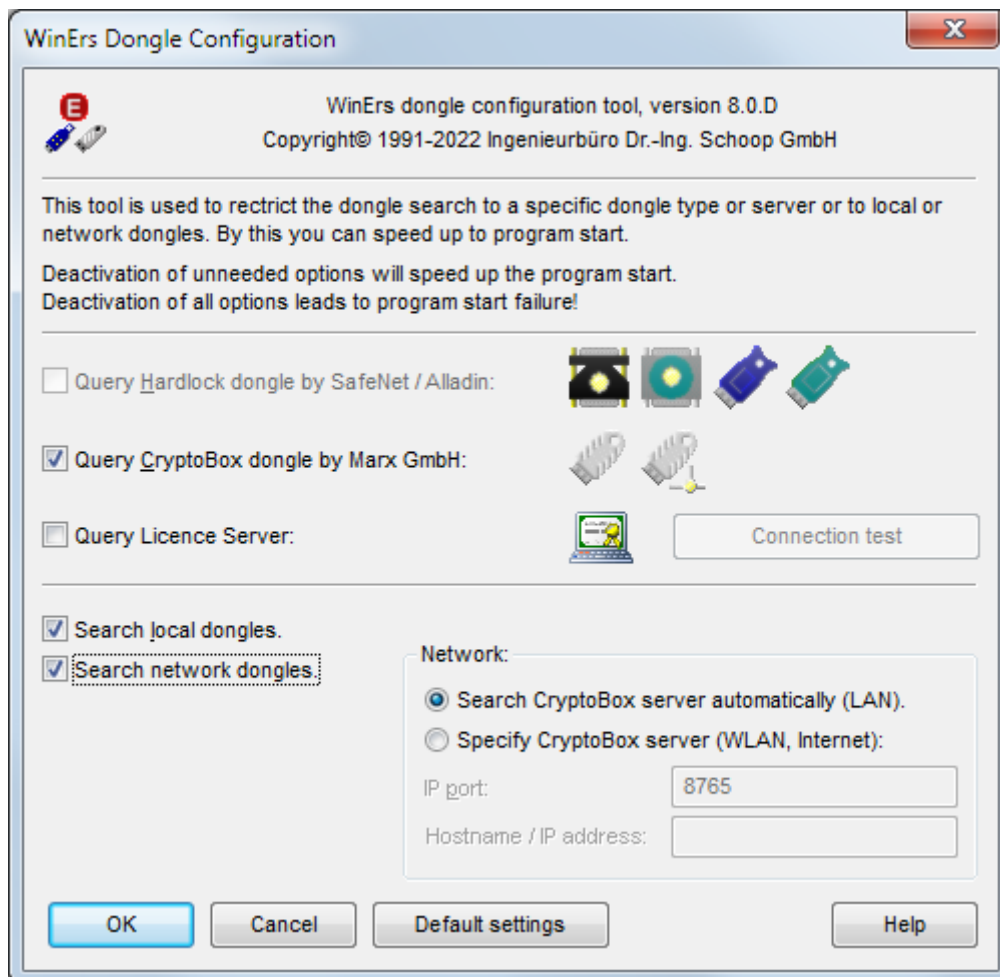 WinErs Dongle Configuration
E
WinErs dongle configuration tool, version 8.0.D
Copyright© 1991-2022 Ingenieurbüro Dr.-Ing. Schoop GmbH
This tool is used to rectrict the dongle search to a specific dongle type or server or to local or
network dongles. By this you can speed up to program start.
Deactivation of unneeded options will speed up the program start.
Deactivation of all options leads to program start failure!
Query Hardlock dongle by SafeNet / Alladin:
Query CryptoBox dongle by Marx GmbH:
Query Licence Server:
Connection test
Search local dongles.
Search network dongles.
Network:
Search CryptoBox server automatically (LAN).
Specify CryptoBox server (WLAN, Internet):
IP port:
8765
Hostname / IP address:
OK
Cancel
Default settings
Help